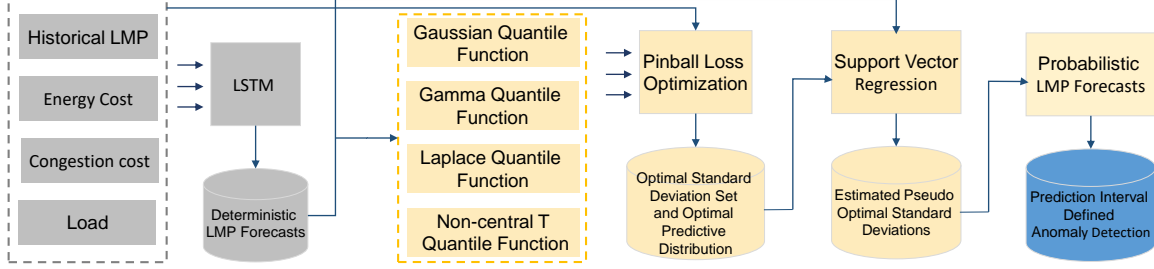 Historical LMP
Energy Cost
Congestion cost
Load
LSTM
Deterministic
LMP Forecasts
Gaussian Quantile
Function
Gamma Quantile
Function
Laplace Quantile
Function
Non-central T
Quantile Function
Pinball Loss
Optimization
Optimal Standard
Deviation Set
and Optimal
Predictive
Distribution
Support Vector
Regression
Estimated Pseudo
Optimal Standard
Deviations
Probabilistic
LMP Forecasts
Prediction Interval
Defined
Anomaly Detection